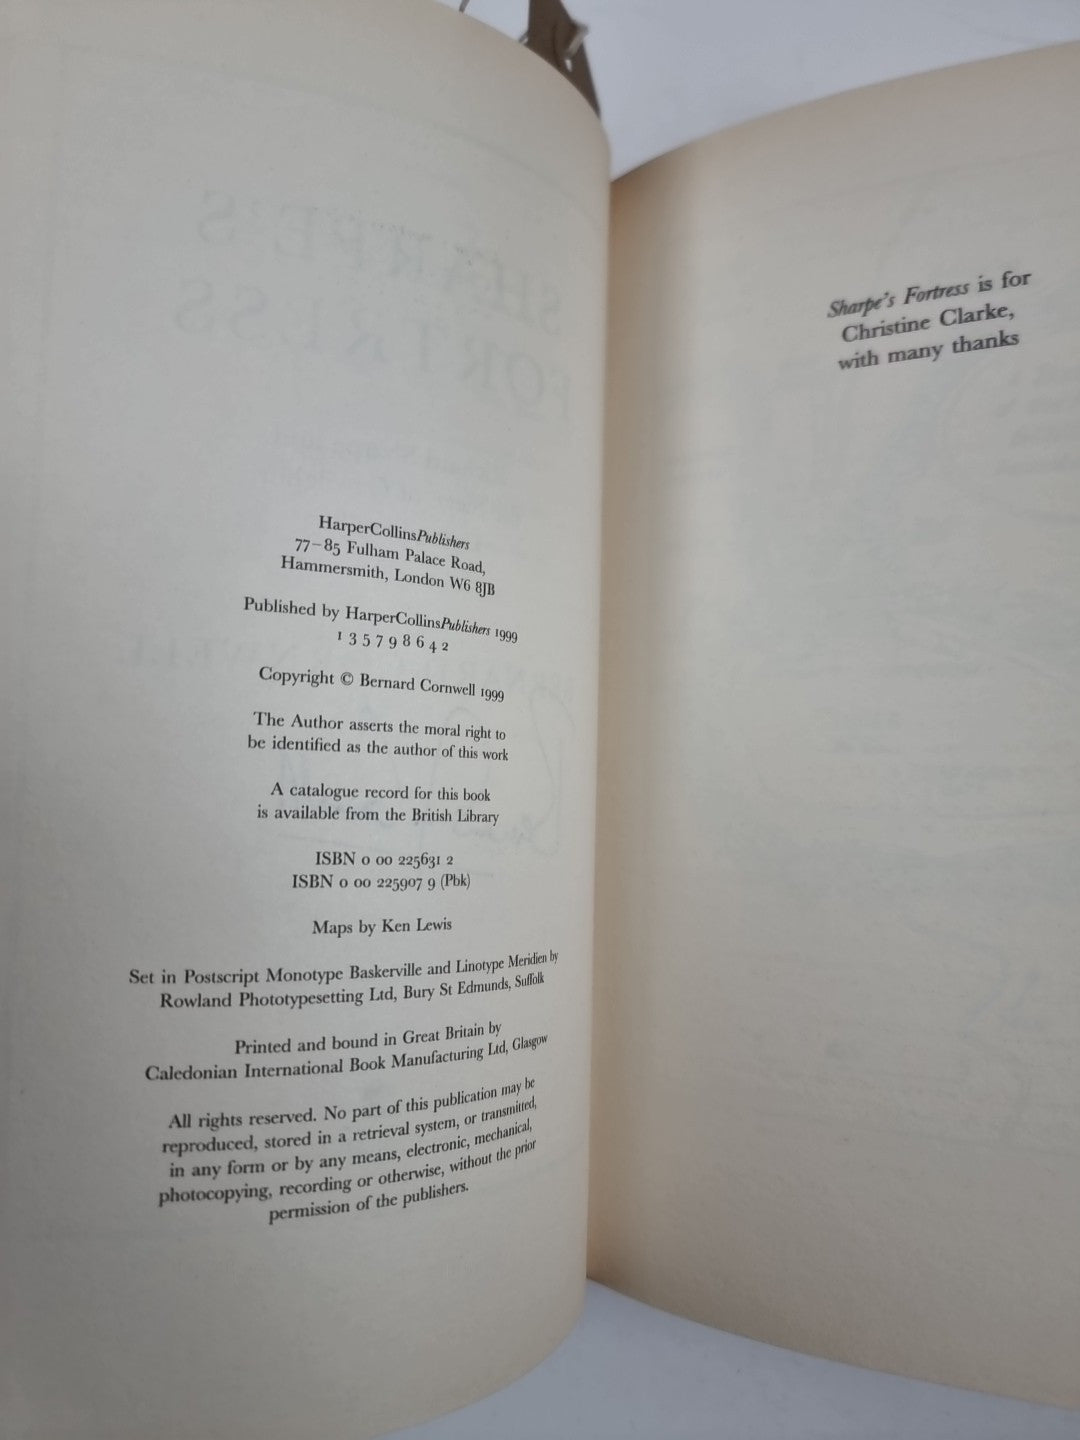 HarperCollinsPublishers
77–85 Fulham Palace Road,
Hammersmith, London W6 8JB
Published by HarperCollinsPublishers 1999
1 3 5 7 9 8 6 4 2
Copyright © Bernard Cornwell 1999
The Author asserts the moral right to
be identified as the author of this work
A catalogue record for this book
is available from the British Library
ISBN 0 00 225631 2
ISBN 0 00 225907 9 (Pbk)
Maps by Ken Lewis
Set in Postscript Monotype Baskerville and Linotype Meridien by
Rowland Phototypesetting Ltd, Bury St Edmunds, Suffolk
Printed and bound in Great Britain by
Caledonian International Book Manufacturing Ltd, Glasgow
All rights reserved. No part of this publication may be
reproduced, stored in a retrieval system, or transmitted,
in any form or by any means, electronic, mechanical,
photocopying, recording or otherwise, without the prior
permission of the publishers.
Sharpe's Fortress is for
Christine Clarke,
with many thanks